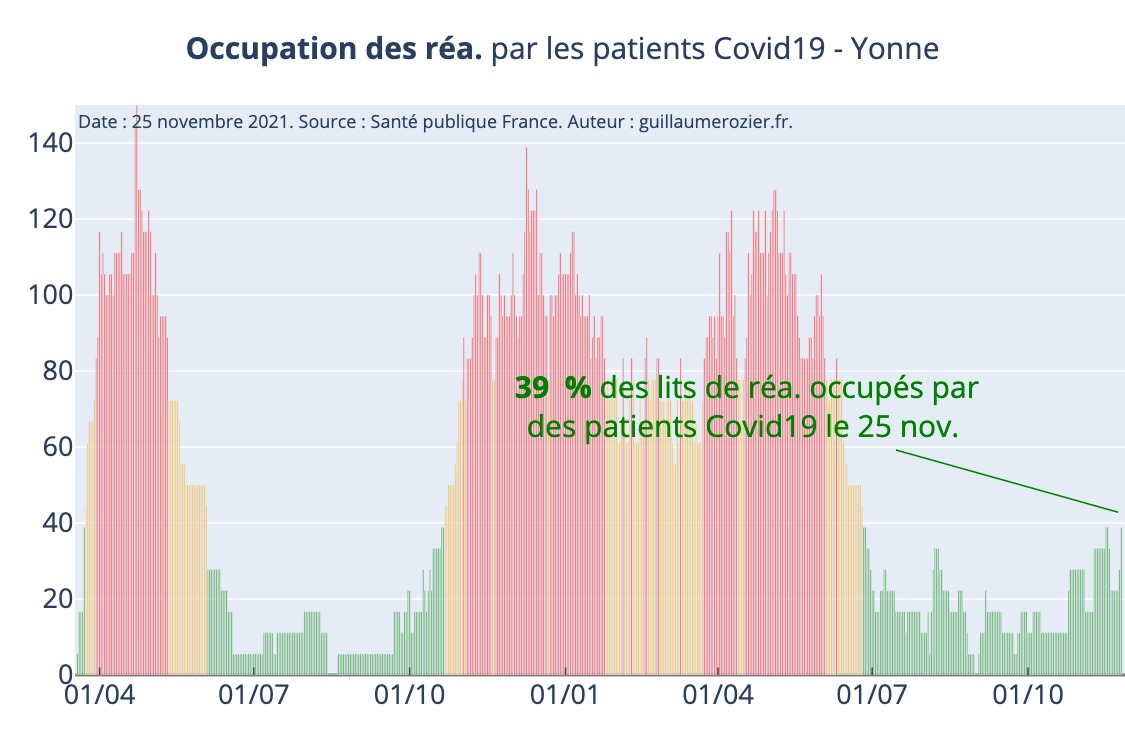 Occupation des réa. par les patients Covid19 - Yonne
Date : 25 novembre 2021. Source : Santé publique France. Auteur : guillaumerozier.fr.
140
120
100
80
39 % des lits de réa. occupés par
des patients Covid19 le 25 nov.
60
40
20
0
01/04 01/07 01/10 01/01 01/04 01/07 01/10